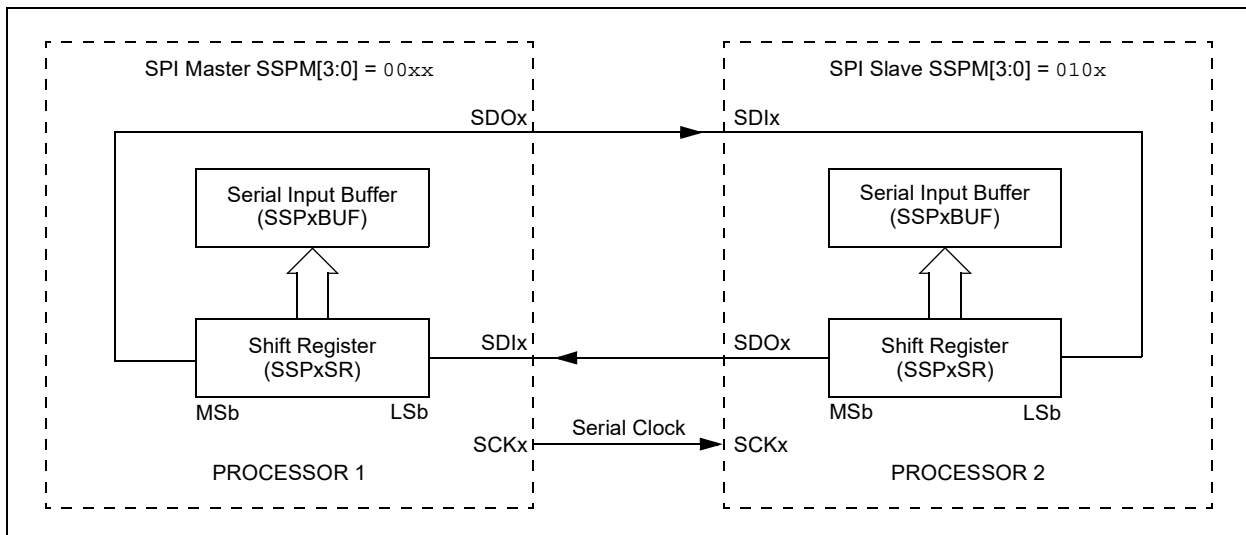 SPI Master SSPM[3:0] = 00xx
SDOx
Serial Input Buffer
(SSPxBUF)
Shift Register
(SSPxSR)
MSb
LSb
SDIx
SCKx
PROCESSOR 1
Serial Clock
SPI Slave SSPM[3:0] = 010x
SDIx
Serial Input Buffer
(SSPxBUF)
SDOx
Shift Register
(SSPxSR)
MSb
LSb
SCKx
PROCESSOR 2